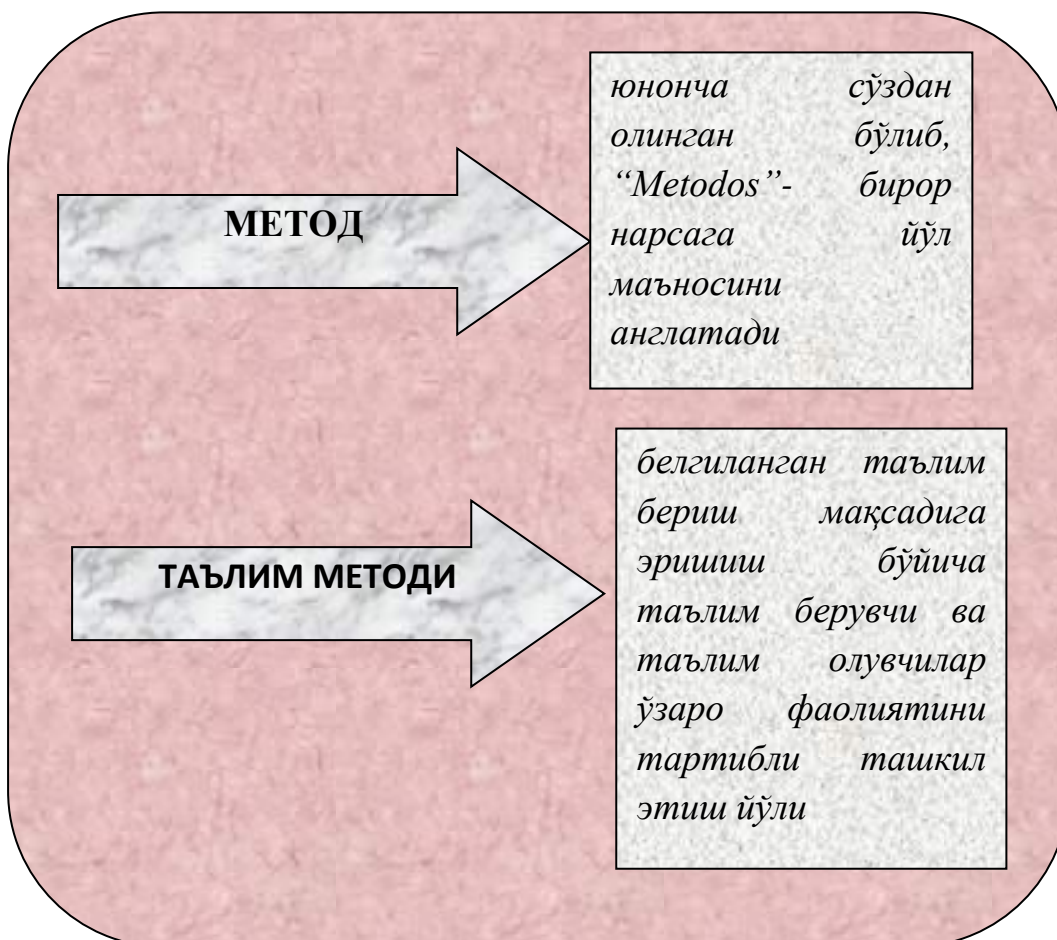 МЕТОД
юнонча сўздан
олинган бўлиб,
“Metodos”- бирор
нарсага йўл
маъносини
англатади
ТАЪЛИМ МЕТОДИ
белгиланган таълим
бериш мақсадига
эришиш бўйича
таълим берувчи ва
таълим олувчилар
ўзаро фаолиятини
тартибли ташкил
этиш йўли